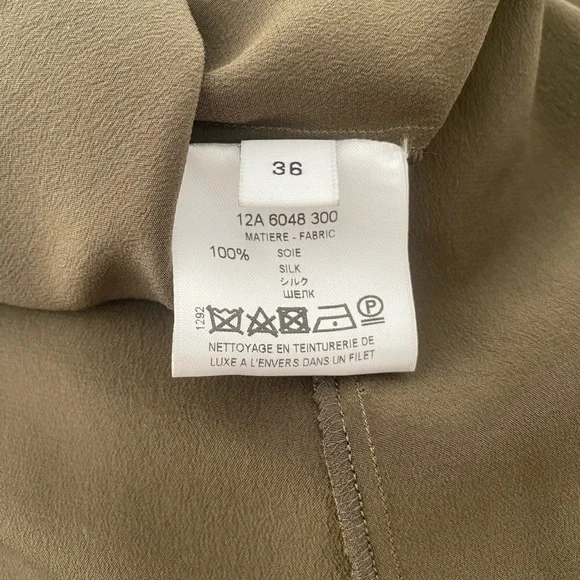 36
12A 6048 300
MATIERE - FABRIC
100% SOIE
SILK
シルク
ШЕЛК
1292
P
NETTOYAGE EN TEINTURERIE DE
LUXE A L'ENVERS DANS UN FILET